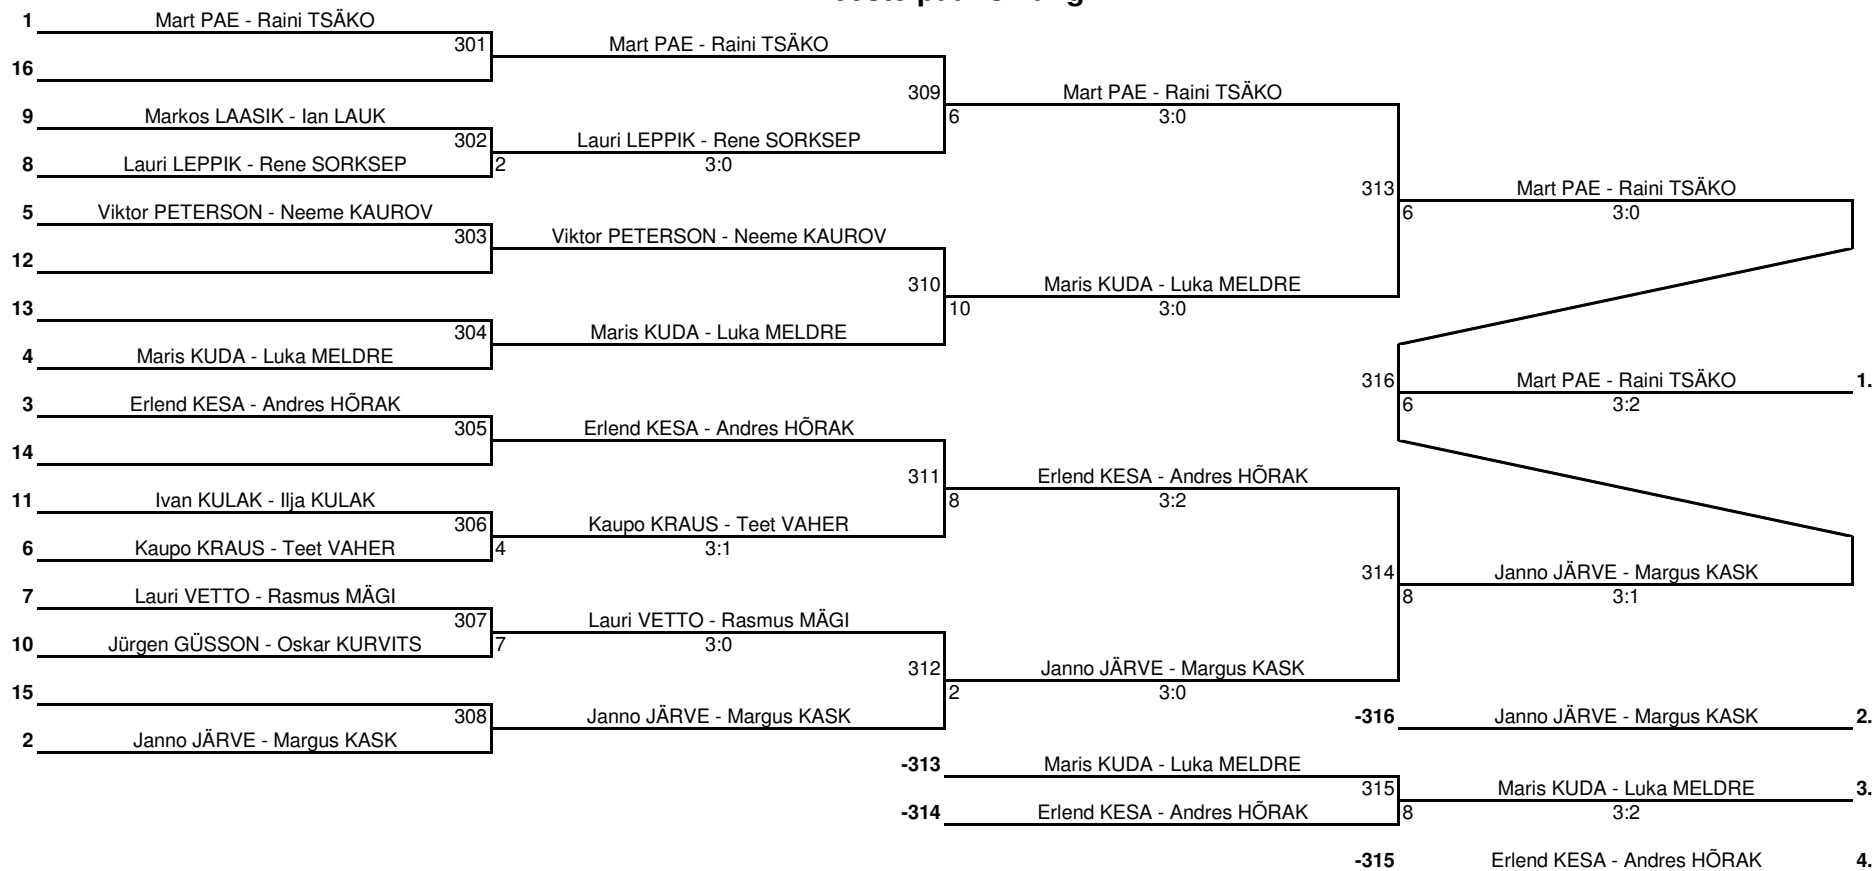 1 Mart PAE - Raini TSÄKO
301 Mart PAE - Raini TSÄKO
16
309 Mart PAE - Raini TSÄKO
6 3:0
9 Markos LAASIK - Ian LAUK
302 Lauri LEPPIK - Rene SORKSEP
8 Lauri LEPPIK - Rene SORKSEP 2 3:0
313 Mart PAE - Raini TSÄKO
6 3:0
5 Viktor PETERSON - Neeme KAUROV
303 Viktor PETERSON - Neeme KAUROV
12
310 Maris KUDA - Luka MELDRE
10 3:0
13
304 Maris KUDA - Luka MELDRE
4 Maris KUDA - Luka MELDRE
316 Mart PAE - Raini TSÄKO 1.
6 3:2
3 Erlend KESA - Andres HÕRAK
305 Erlend KESA - Andres HÕRAK
14
311 Erlend KESA - Andres HÕRAK
8 3:2
11 Ivan KULAK - Ilja KULAK
306 Kaupo KRAUS - Teet VAHER
6 Kaupo KRAUS - Teet VAHER 4 3:1
314 Janno JÄRVE - Margus KASK
8 3:1
7 Lauri VETTO - Rasmus MÄGI
307 Lauri VETTO - Rasmus MÄGI
10 Jürgen GÜSSON - Oskar KURVITS 7 3:0
312 Janno JÄRVE - Margus KASK
2 3:0
15
308 Janno JÄRVE - Margus KASK
2 Janno JÄRVE - Margus KASK
-316 Janno JÄRVE - Margus KASK 2.
-313 Maris KUDA - Luka MELDRE
315 Maris KUDA - Luka MELDRE 3.
-314 Erlend KESA - Andres HÕRAK 8 3:2
-315 Erlend KESA - Andres HÕRAK 4.